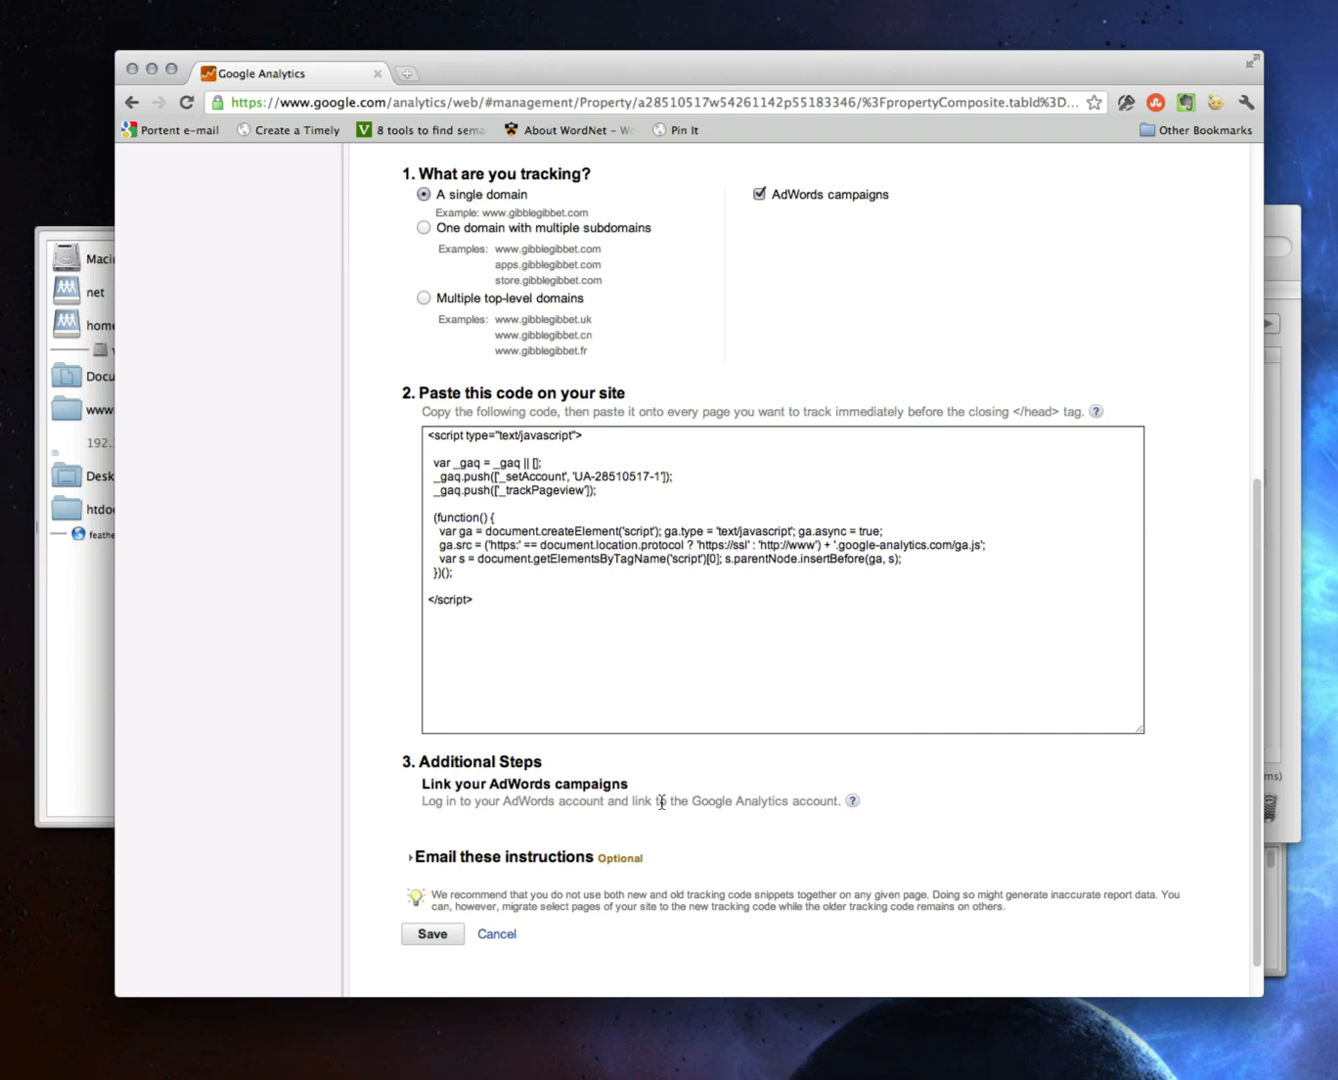 Google Analytics
https://www.google.com/analytics/web/#management/Property/a28510517w54261142p55183346/%3FpropertyComposite.tabId%3D...
Portent e-mail
Create a Timely
8 tools to find sema
About WordNet - Wo
Pin It
Other Bookmarks
Macin
net
home
Docu
www
192.
Desk
htdoc
feathe
ms)
1. What are you tracking?
A single domain
Example: www.gibblegibbet.com
One domain with multiple subdomains
Examples: www.gibblegibbet.com
apps.gibblegibbet.com
store.gibblegibbet.com
Multiple top-level domains
Examples: www.gibblegibbet.uk
www.gibblegibbet.cn
www.gibblegibbet.fr
AdWords campaigns
2. Paste this code on your site
Copy the following code, then paste it onto every page you want to track immediately before the closing </head> tag. ?
<script type="text/javascript">
var _gaq = _gaq || [];
_gaq.push(['_setAccount', 'UA-28510517-1']);
_gaq.push(['_trackPageview']);
(function() {
var ga = document.createElement('script'); ga.type = 'text/javascript'; ga.async = true;
ga.src = ('https:' == document.location.protocol ? 'https://ssl' : 'http://www') + '.google-analytics.com/ga.js';
var s = document.getElementsByTagName('script')[0]; s.parentNode.insertBefore(ga, s);
})();
</script>
3. Additional Steps
Link your AdWords campaigns
Log in to your AdWords account and link to the Google Analytics account. ?
Email these instructions Optional
We recommend that you do not use both new and old tracking code snippets together on any given page. Doing so might generate inaccurate report data. You
can, however, migrate select pages of your site to the new tracking code while the older tracking code remains on others.
Save Cancel